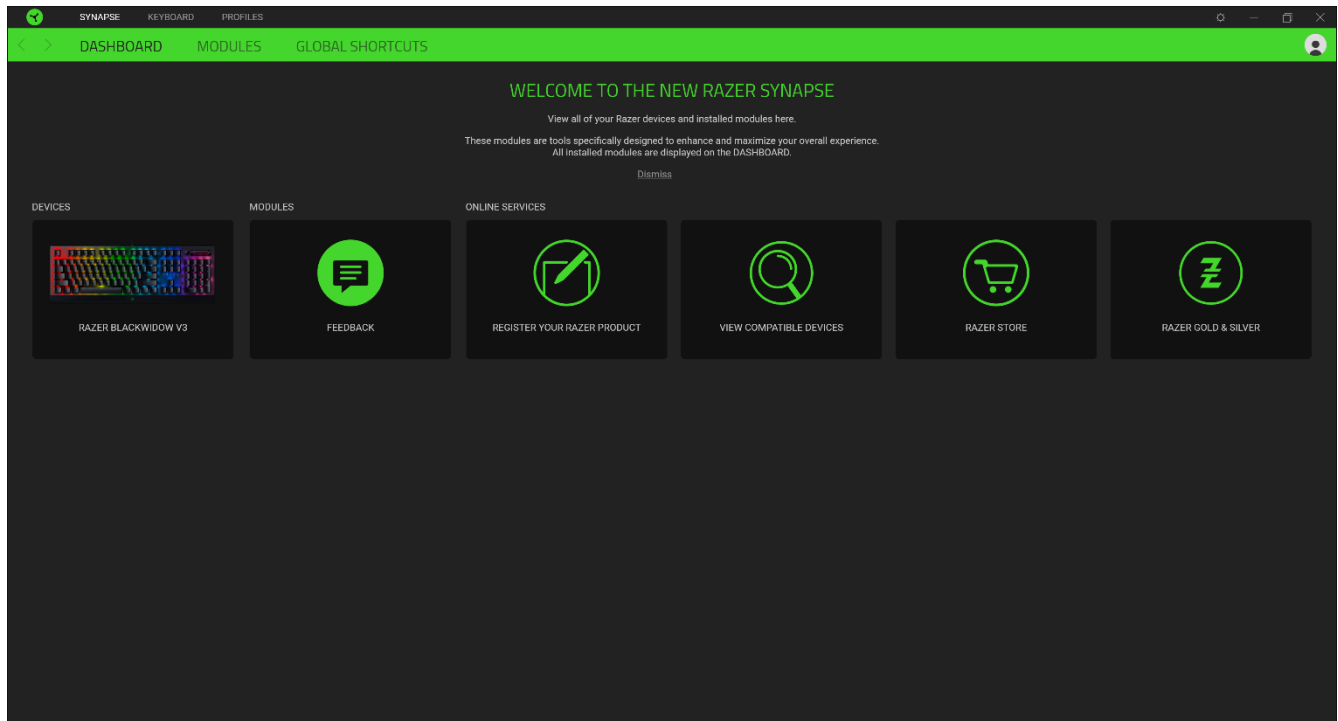 SYNAPSE KEYBOARD PROFILES
DASHBOARD MODULES GLOBAL SHORTCUTS
WELCOME TO THE NEW RAZER SYNAPSE
View all of your Razer devices and installed modules here.
These modules are tools specifically designed to enhance and maximize your overall experience.
All installed modules are displayed on the DASHBOARD.
Dismiss
DEVICES MODULES ONLINE SERVICES
RAZER BLACKWIDOW V3 FEEDBACK REGISTER YOUR RAZER PRODUCT VIEW COMPATIBLE DEVICES RAZER STORE RAZER GOLD & SILVER